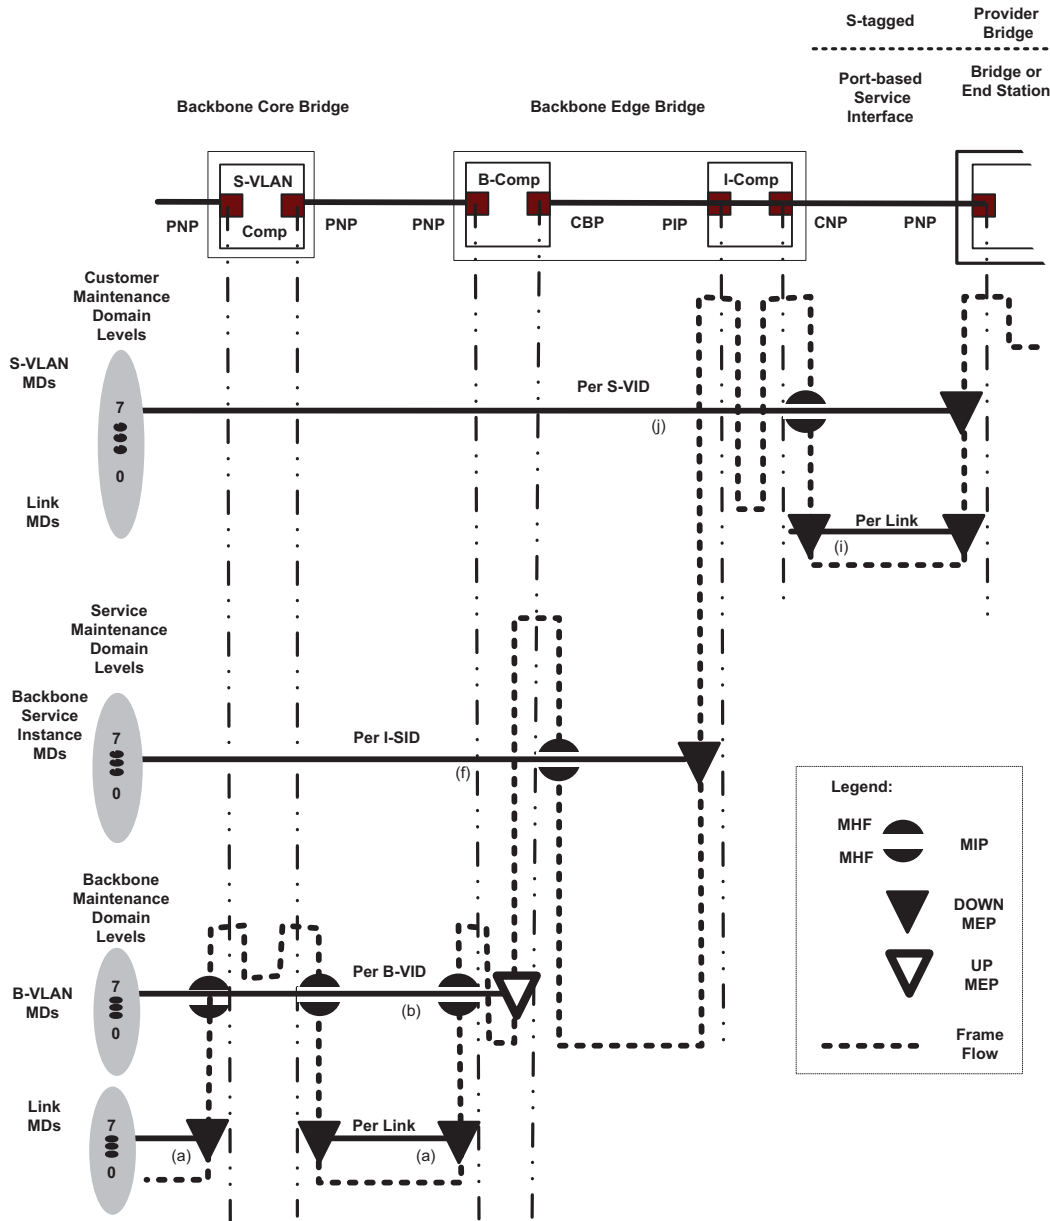 S-tagged
Provider
Bridge
Port-based
Service
Interface
Bridge or
End Station
Backbone Core Bridge
Backbone Edge Bridge
S-VLAN
Comp
B-Comp
I-Comp
PNP
PNP
PNP
CBP
PIP
CNP
PNP
Customer
Maintenance
Domain
Levels
S-VLAN
MDs
7
0
Per S-VID
(j)
Link
MDs
Per Link
(i)
Service
Maintenance
Domain
Levels
Backbone
Service
Instance
MDs
7
0
Per I-SID
(f)
Legend:
MHF
MHF
MIP
DOWN
MEP
UP
MEP
Frame
Flow
Backbone
Maintenance
Domain
Levels
B-VLAN
MDs
7
0
Per B-VID
(b)
Link
MDs
7
0
(a)
Per Link
(a)